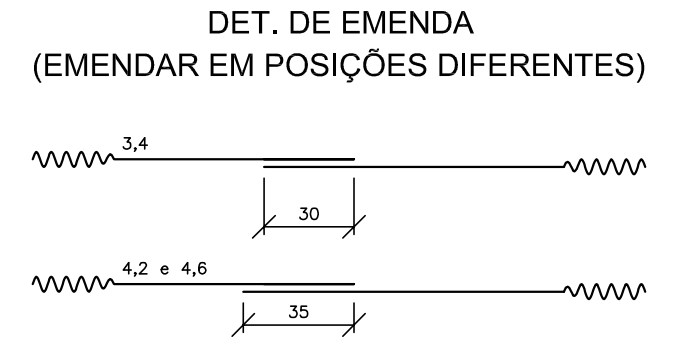 DET. DE EMENDA
(EMENDAR EM POSIÇÕES DIFERENTES)
3,4
30
4,2 e 4,6
35